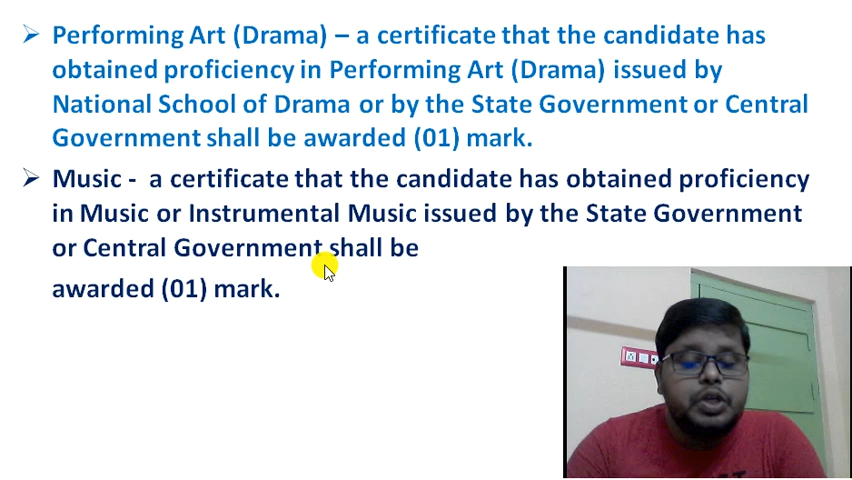 Performing Art (Drama) – a certificate that the candidate has
obtained proficiency in Performing Art (Drama) issued by
National School of Drama or by the State Government or Central
Government shall be awarded (01) mark.
Music - a certificate that the candidate has obtained proficiency
in Music or Instrumental Music issued by the State Government
or Central Government shall be
awarded (01) mark.